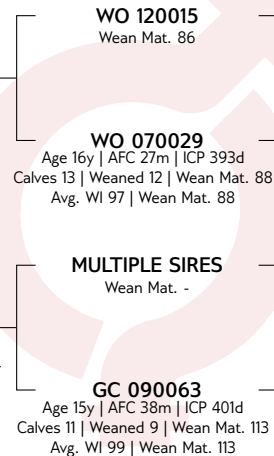 WO 120015
Wean Mat. 86
WO 070029
Age 16y | AFC 27m | ICP 393d
Calves 13 | Weaned 12 | Wean Mat. 88
Avg. WI 97 | Wean Mat. 88
MULTIPLE SIRES
Wean Mat. -
GC 090063
Age 15y | AFC 38m | ICP 401d
Calves 11 | Weaned 9 | Wean Mat. 113
Avg. WI 99 | Wean Mat. 113